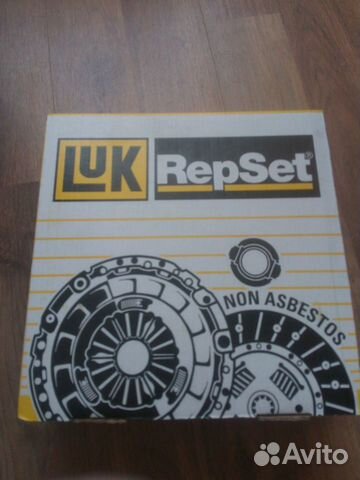 LUK RepSet®
NON ASBESTOS
Avito